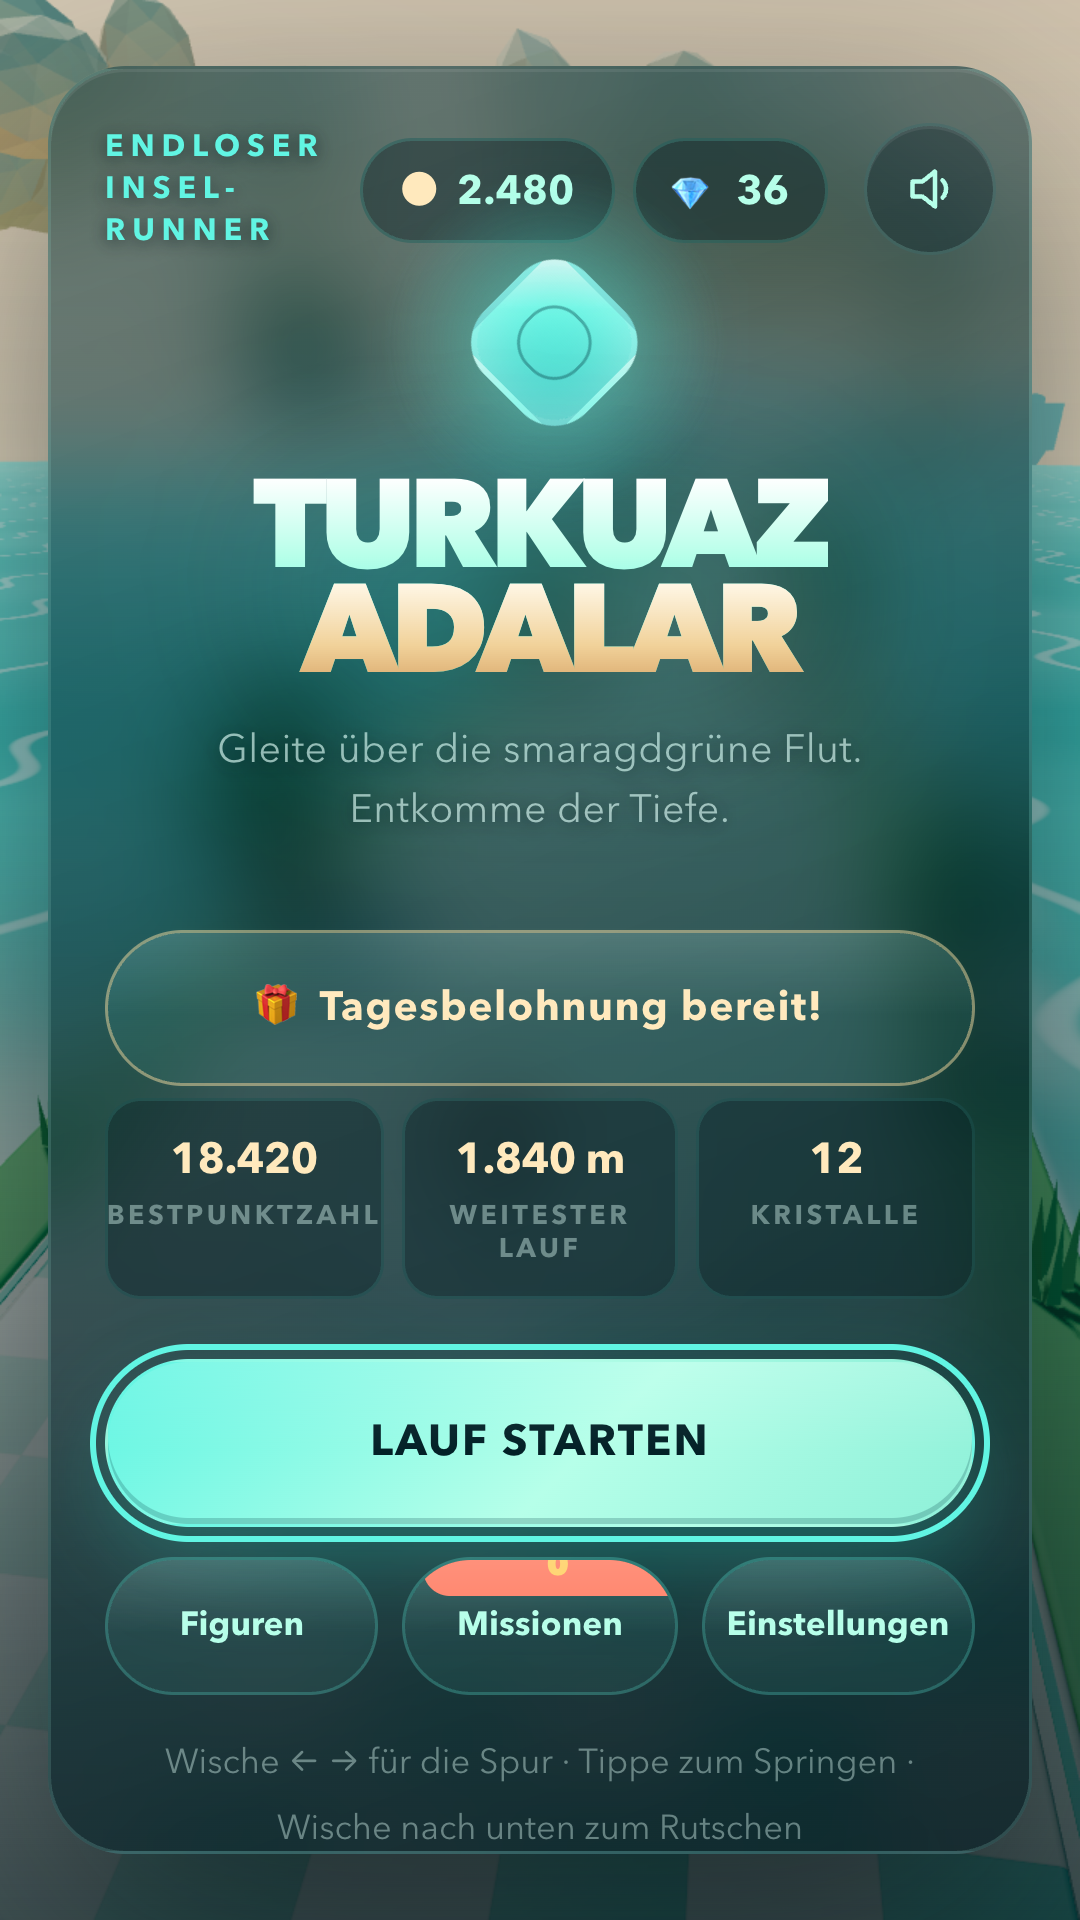 ENDLOSER
INSEL-
RUNNER
2.480
36
TURKUAZ
ADALAR
Gleite über die smaragdgrüne Flut.
Entkomme der Tiefe.
Tagesbelohnung bereit!
18.420
BESTPUNKTZAHL
1.840 m
WEITESTER
LAUF
12
KRISTALLE
LAUF STARTEN
Figuren
Missionen
Einstellungen
Wische ← → für die Spur · Tippe zum Springen ·
Wische nach unten zum Rutschen